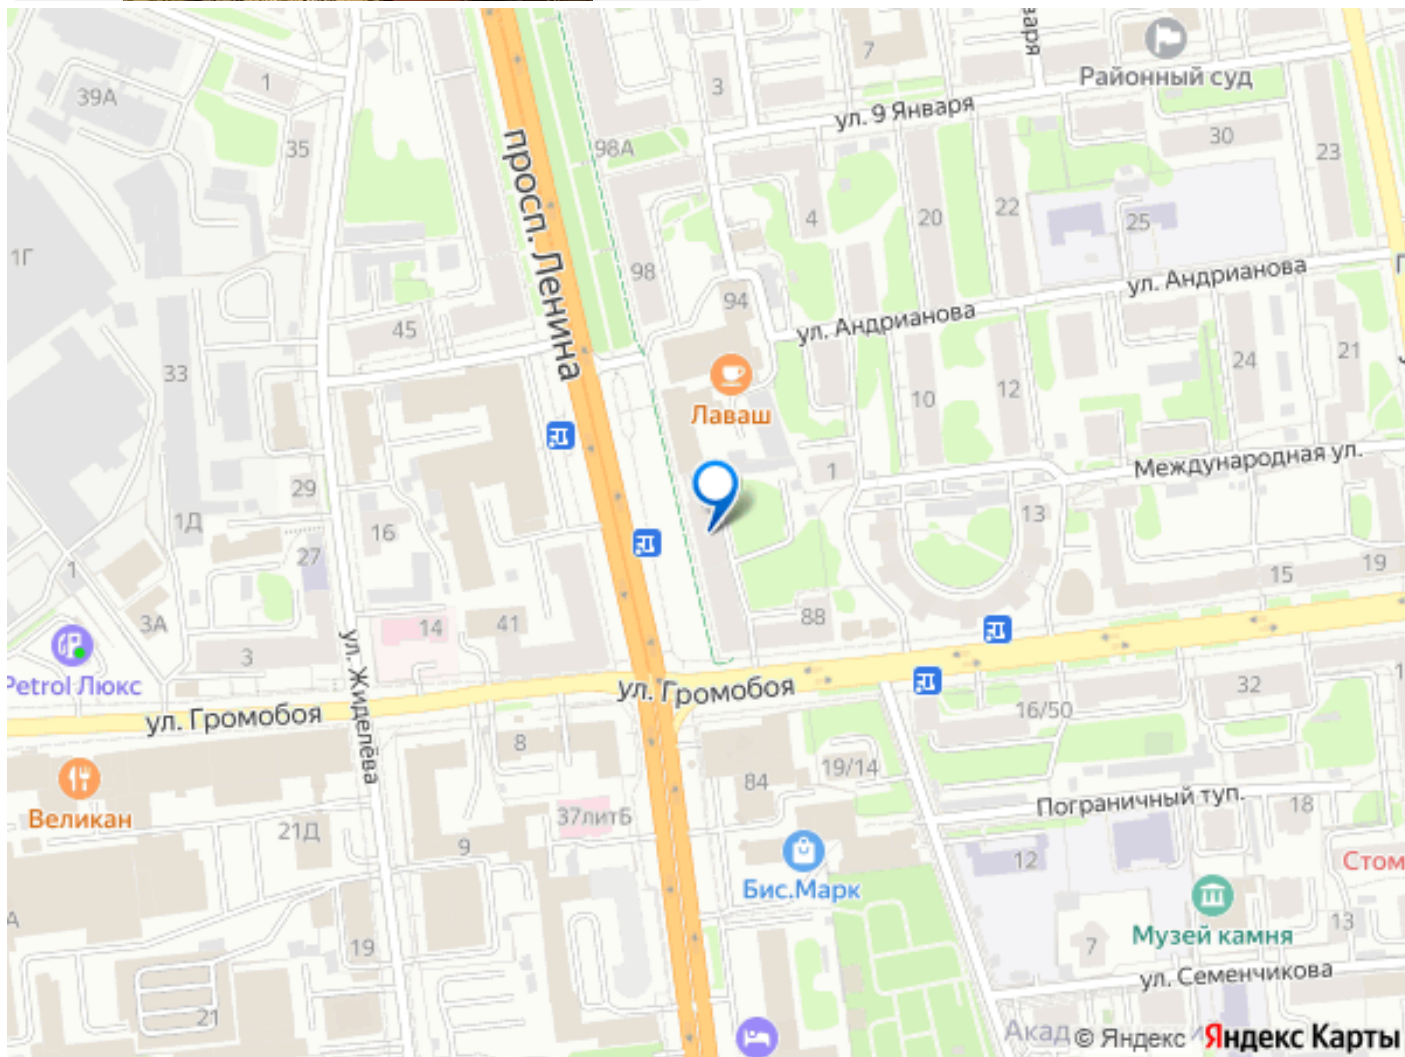 39А
1
35
7
3
Районный суд
ул. 9 Января
30
23
98А
просп. Ленина
4
20
22
25
1Г
98
94
ул. Андрианова
ул. Андрианова
45
33
Лаваш
10
12
24
21
Международная ул.
1
29
1Д
16
13
27
1
15
19
3А
14
41
88
3
Petrol Люкс
ул. Жиделёва
ул. Громобоя
ул. Громобоя
32
16/50
8
84
19/14
Пограничный туп.
18
Великан
21Д
37литБ
9
12
Стом
Бис.Марк
19
7
Музей камня
13
ул. Семенчикова
21
Акад
© Яндекс
Яндекс Карты